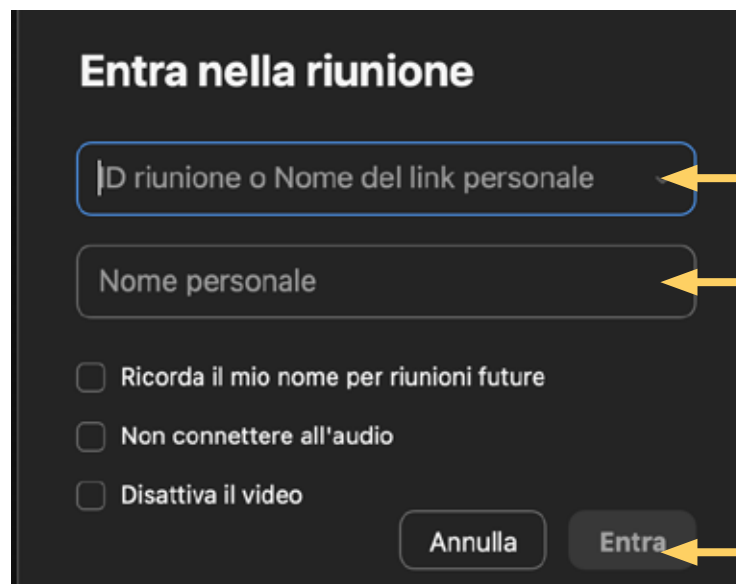 Entra nella riunione
ID riunione o Nome del link personale
Nome personale
Ricorda il mio nome per riunioni future
Non connettere all'audio
Disattiva il video
Annulla
Entra